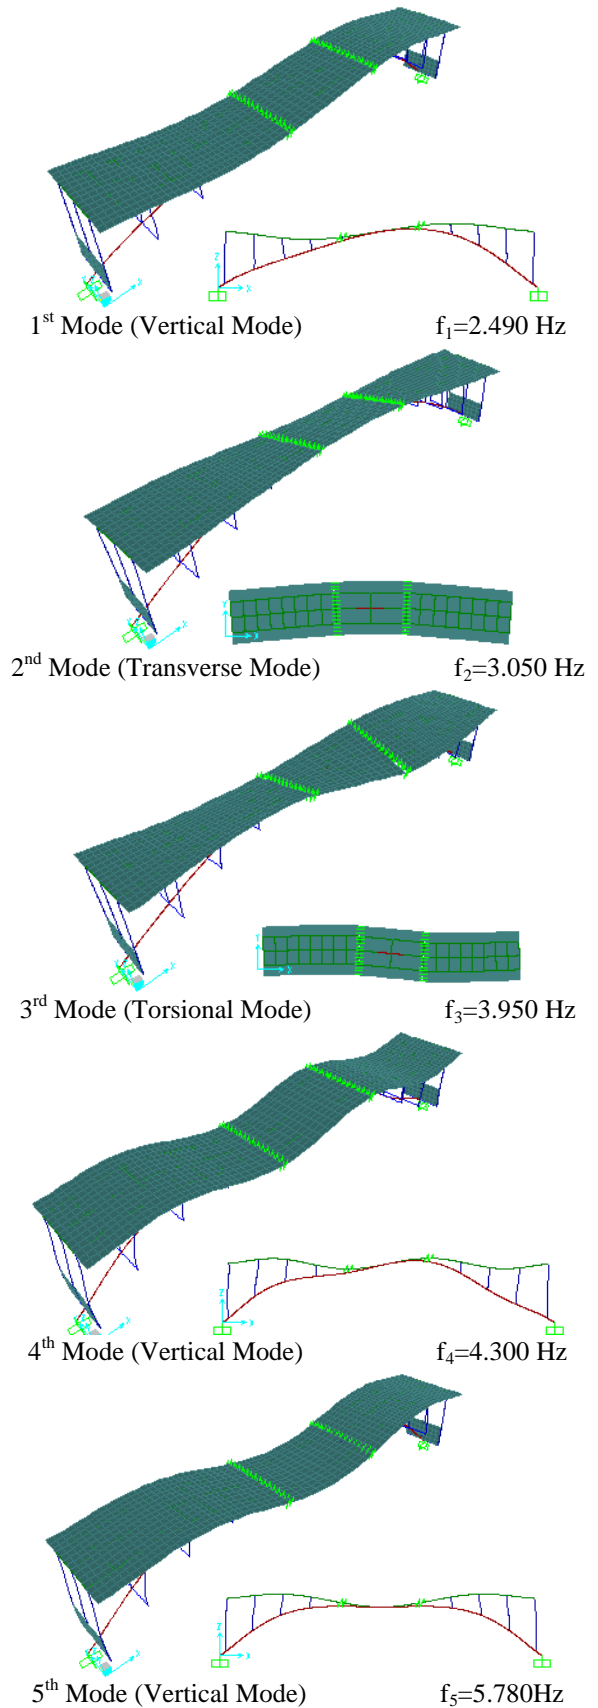 Z
X
1st Mode (Vertical Mode) f1=2.490 Hz
Y
X
2nd Mode (Transverse Mode) f2=3.050 Hz
Y
X
3rd Mode (Torsional Mode) f3=3.950 Hz
Z
X
4th Mode (Vertical Mode) f4=4.300 Hz
Z
X
5th Mode (Vertical Mode) f5=5.780Hz